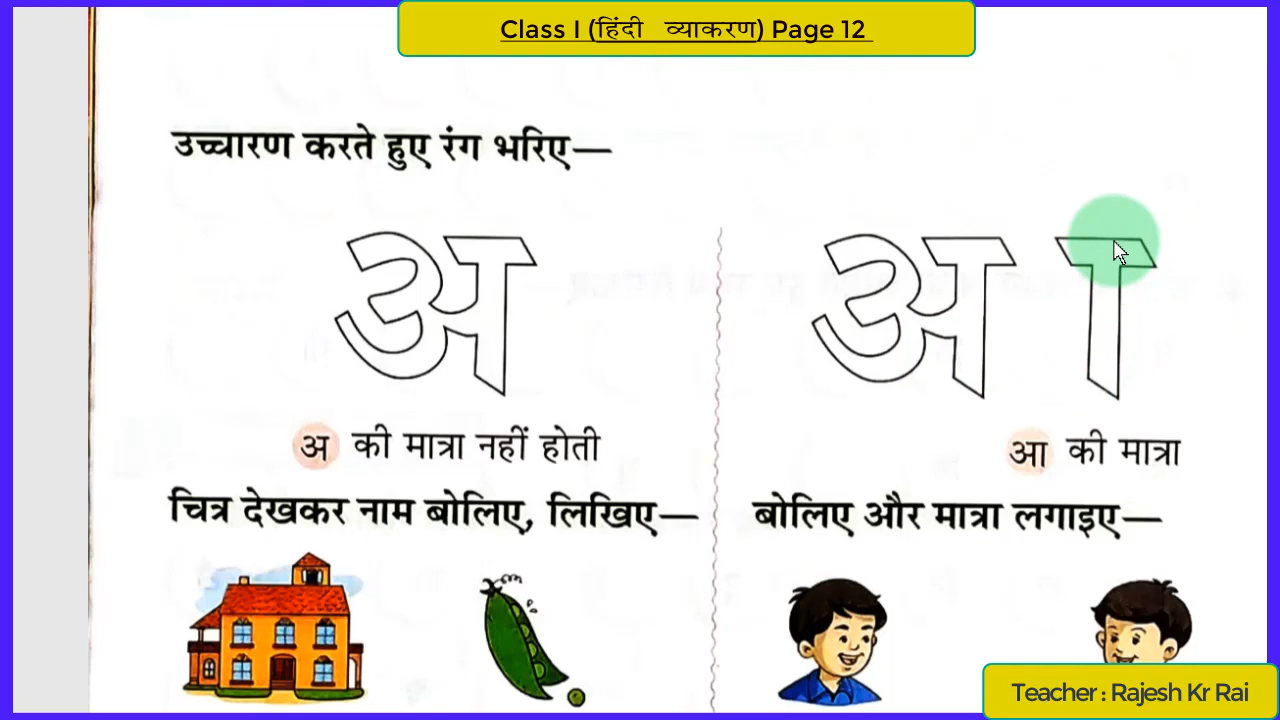 Class I (हिंदी व्याकरण) Page 12
उच्चारण करते हुए रंग भरिए—
अ
अ ा
अ की मात्रा नहीं होती
आ की मात्रा
चित्र देखकर नाम बोलिए, लिखिए—
बोलिए और मात्रा लगाइए—
Teacher : Rajesh Kr Rai